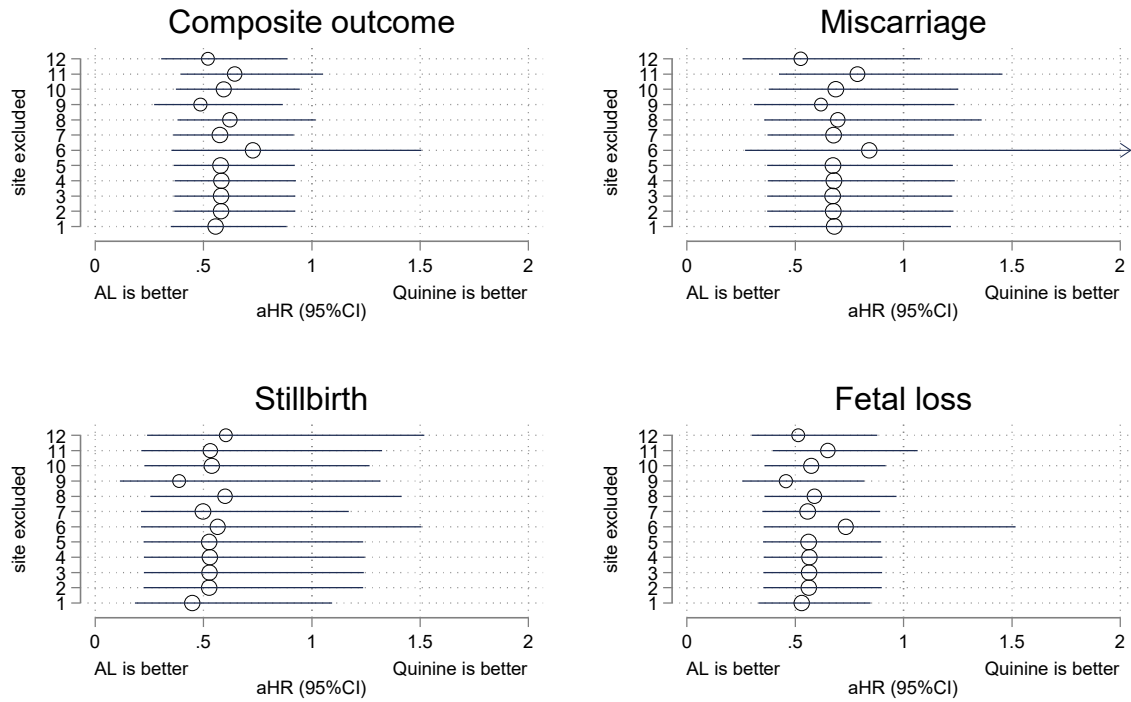 Composite outcome
site excluded
12
11
10
9
8
7
6
5
4
3
2
1
0 .5 1 1.5 2
AL is better Quinine is better
aHR (95%CI)
Miscarriage
site excluded
12
11
10
9
8
7
6
5
4
3
2
1
0 .5 1 1.5 2
AL is better Quinine is better
aHR (95%CI)
Stillbirth
site excluded
12
11
10
9
8
7
6
5
4
3
2
1
0 .5 1 1.5 2
AL is better Quinine is better
aHR (95%CI)
Fetal loss
site excluded
12
11
10
9
8
7
6
5
4
3
2
1
0 .5 1 1.5 2
AL is better Quinine is better
aHR (95%CI)